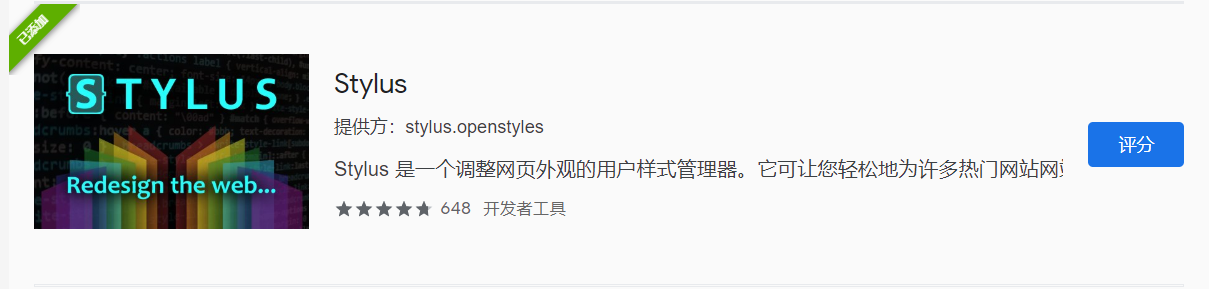 已添加
STYLUS
Redesign the web...
Stylus
提供方：stylus.openstyles
Stylus 是一个调整网页外观的用户样式管理器。它可让您轻松地为许多热门网站网
648 开发者工具
评分